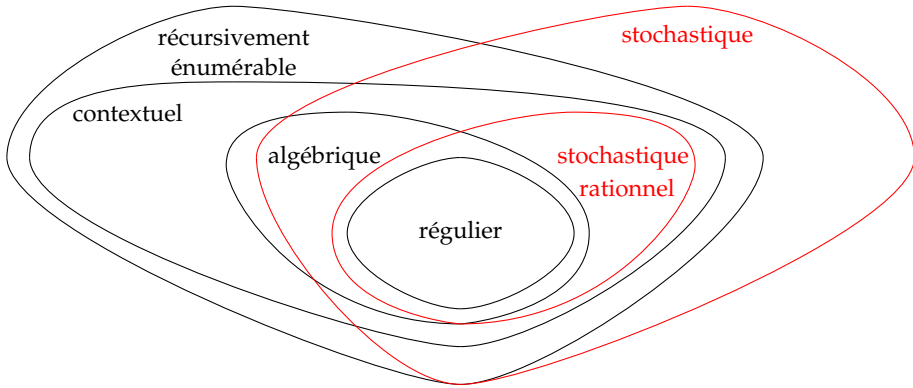 récursivement
énumérable
stochastique
contextuel
algébrique
stochastique
rationnel
régulier